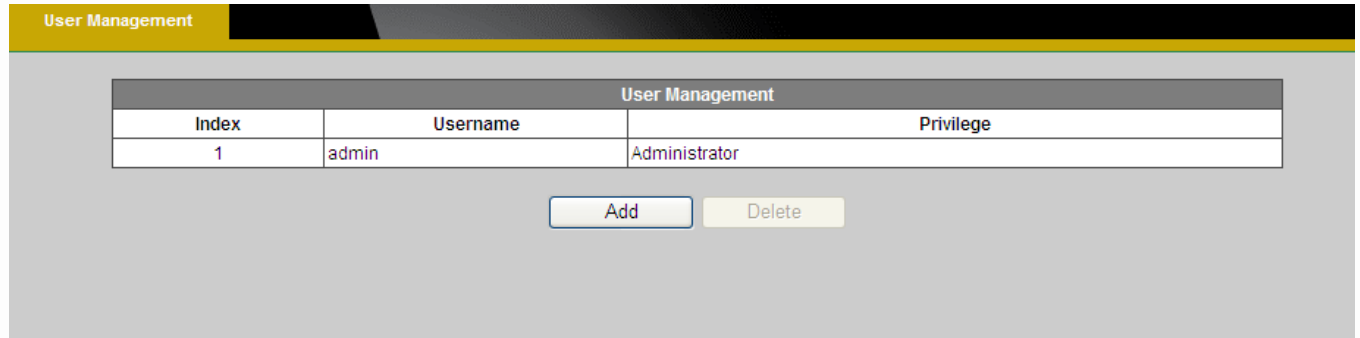 User Management
User Management
Index Username Privilege
1 admin Administrator
Add Delete